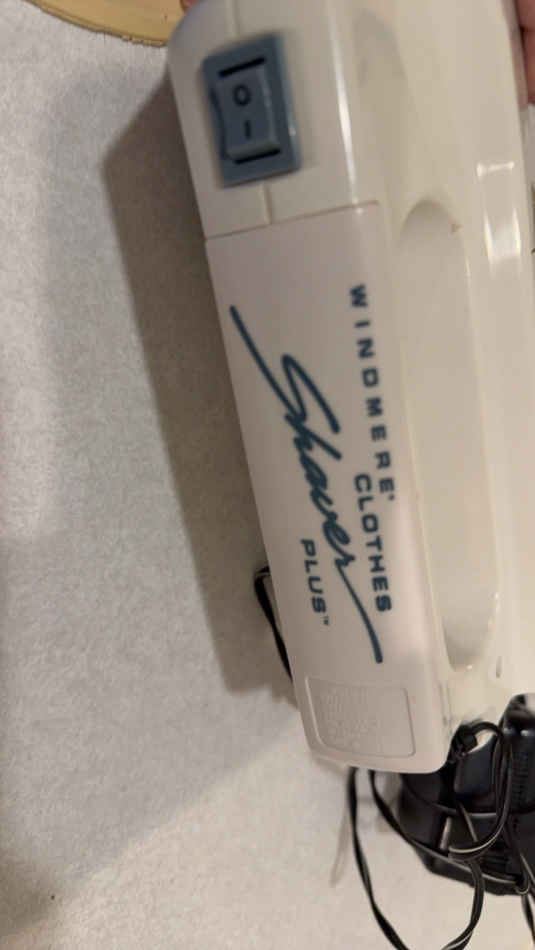 O
I
WINDMERE® CLOTHES
Shaver
PLUS™